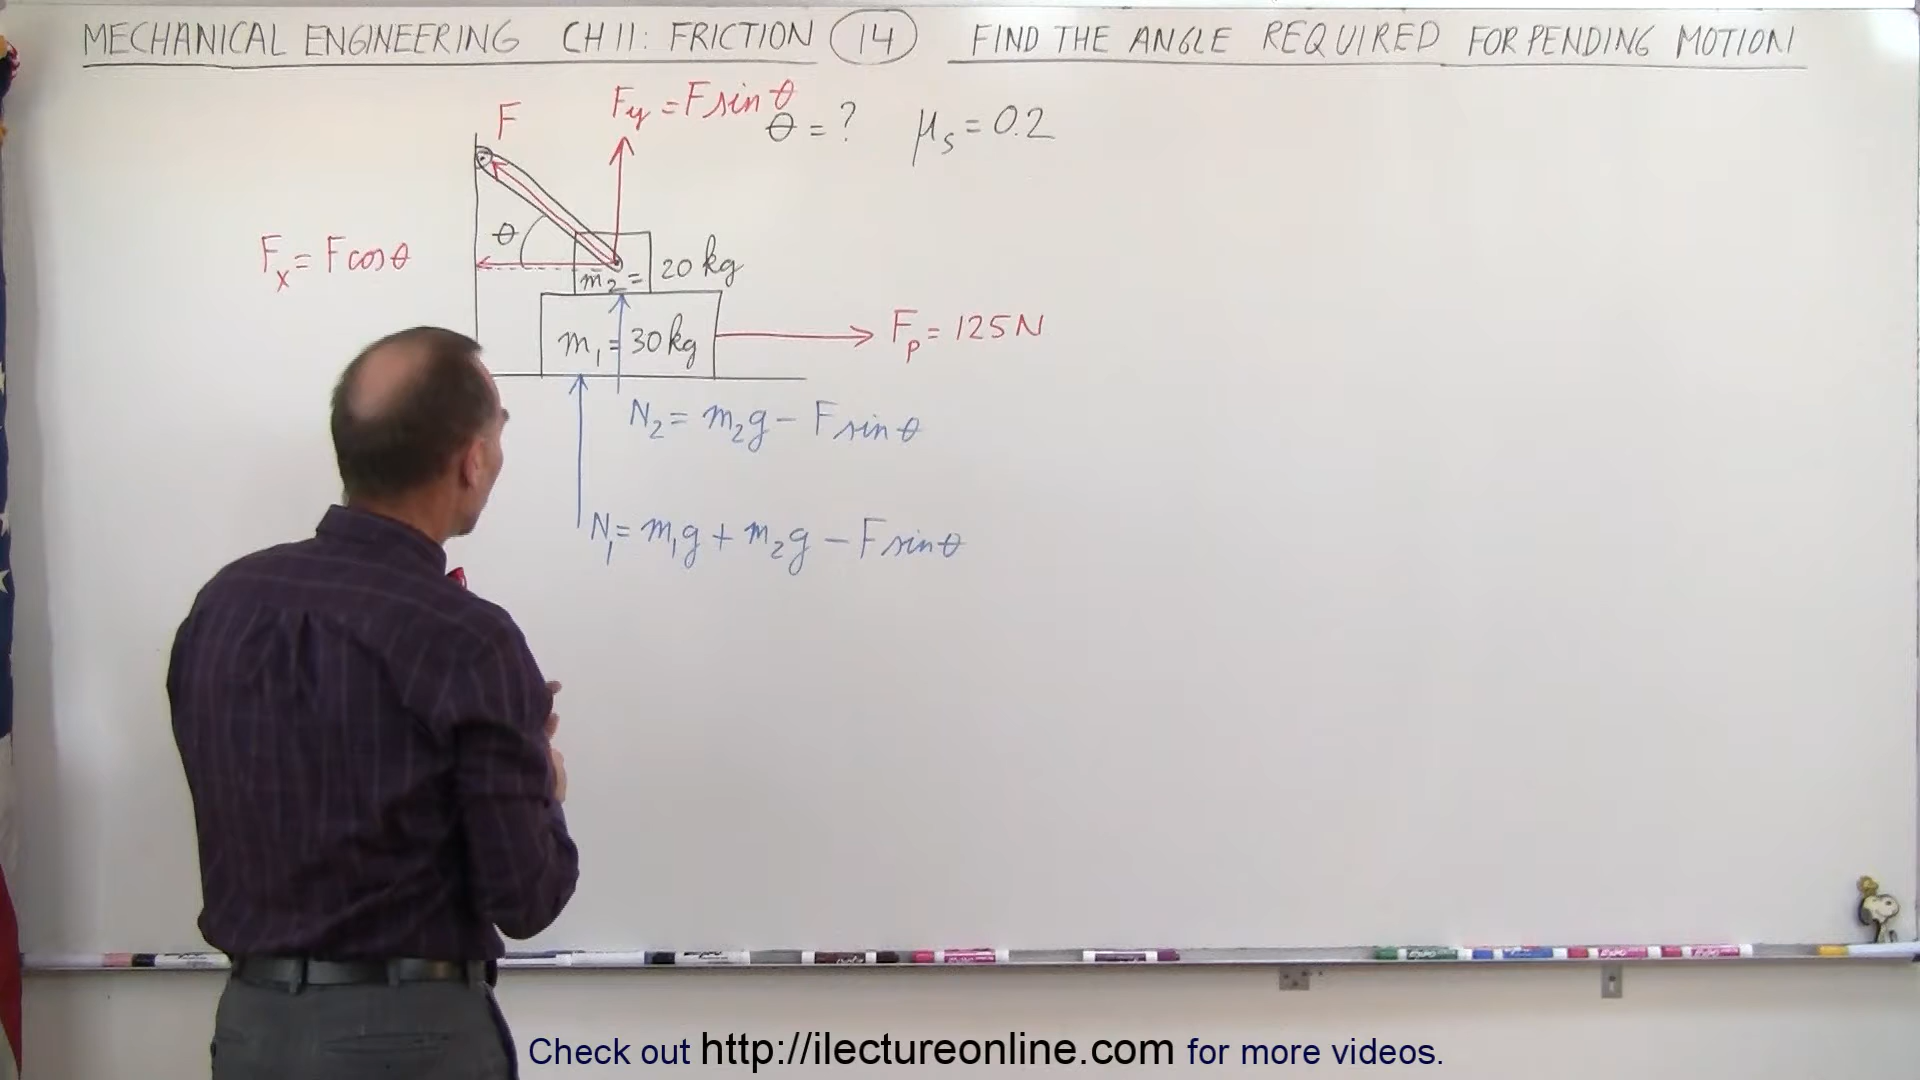 MECHANICAL ENGINEERING CH 11: FRICTION 14 FIND THE ANGLE REQUIRED FOR PENDING MOTION!
F
Fy = F sin θ
θ = ?
μs = 0.2
θ
Fx = F cos θ
m2 = 20 kg
m1 = 30 kg
Fp = 125 N
N2 = m2g - F sin θ
N1 = m1g + m2g - F sin θ
Check out http://ilectureonline.com for more videos.